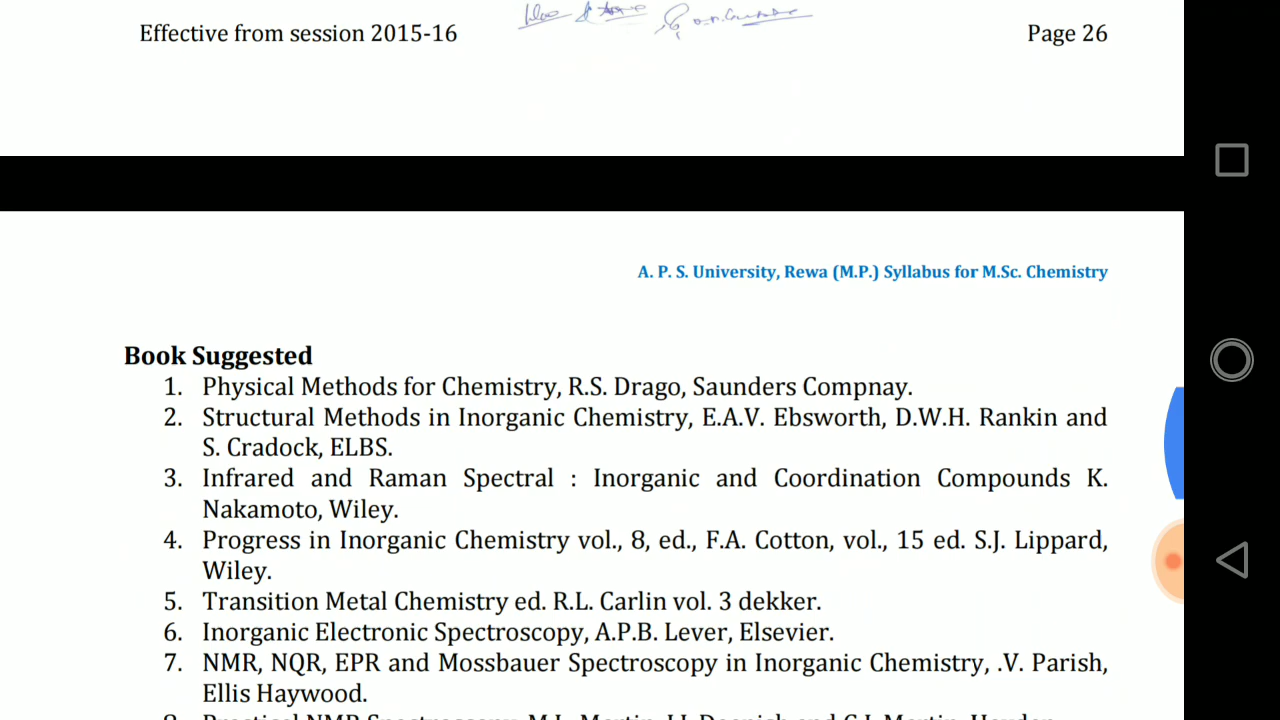 Effective from session 2015-16
Page 26
A. P. S. University, Rewa (M.P.) Syllabus for M.Sc. Chemistry
Book Suggested
1. Physical Methods for Chemistry, R.S. Drago, Saunders Compnay.
2. Structural Methods in Inorganic Chemistry, E.A.V. Ebsworth, D.W.H. Rankin and
S. Cradock, ELBS.
3. Infrared and Raman Spectral : Inorganic and Coordination Compounds K.
Nakamoto, Wiley.
4. Progress in Inorganic Chemistry vol., 8, ed., F.A. Cotton, vol., 15 ed. S.J. Lippard,
Wiley.
5. Transition Metal Chemistry ed. R.L. Carlin vol. 3 dekker.
6. Inorganic Electronic Spectroscopy, A.P.B. Lever, Elsevier.
7. NMR, NQR, EPR and Mossbauer Spectroscopy in Inorganic Chemistry, .V. Parish,
Ellis Haywood.